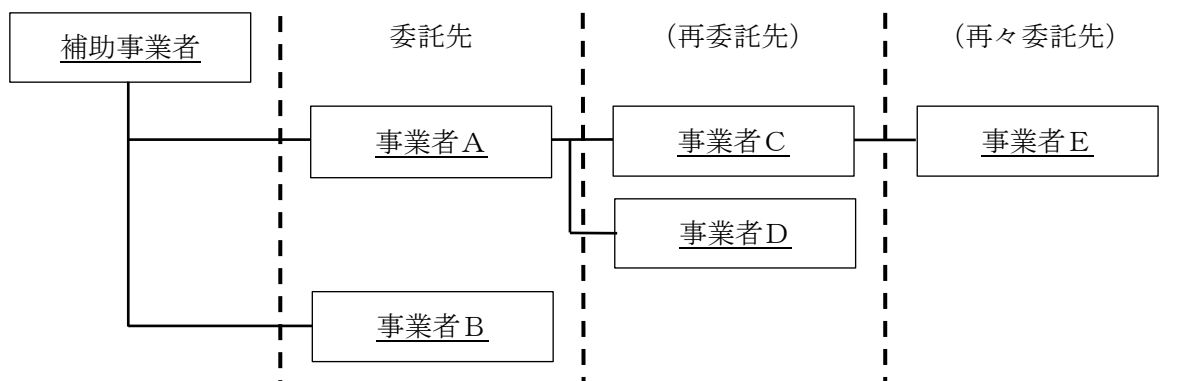 補助事業者
委託先
（再委託先）
（再々委託先）
事業者Ａ
事業者Ｃ
事業者Ｅ
事業者Ｄ
事業者Ｂ